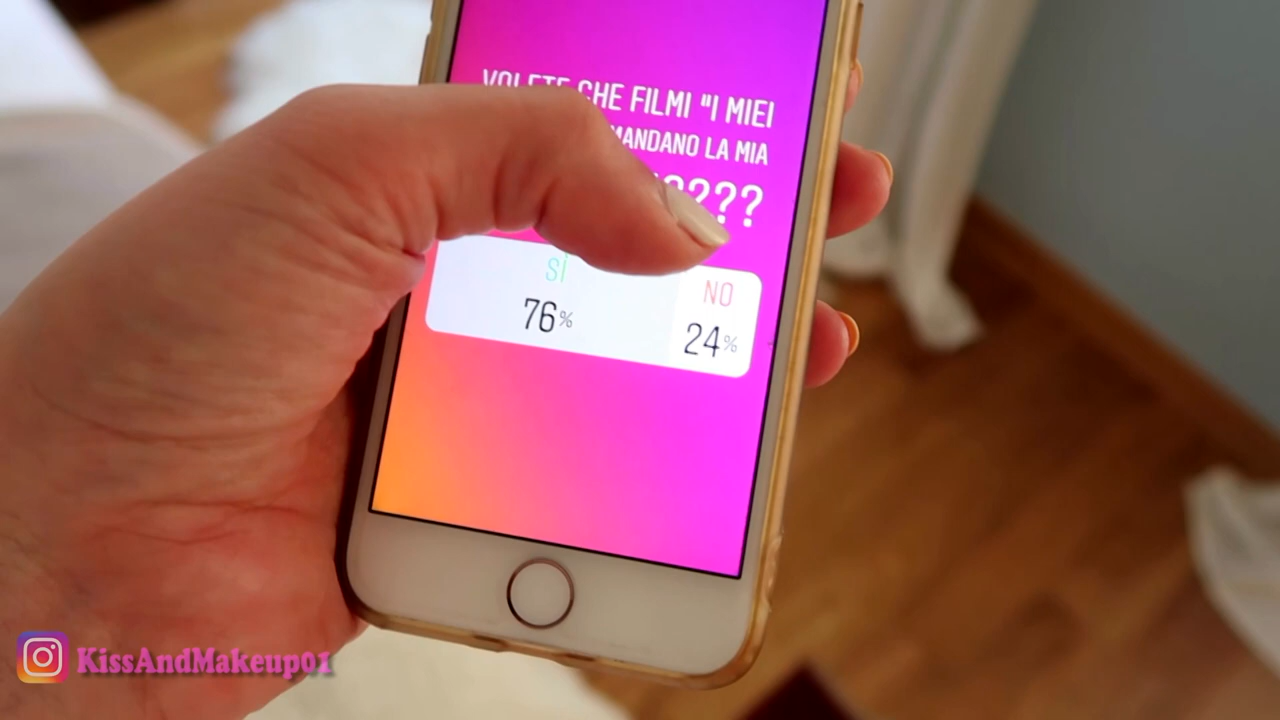 VOLETE CHE FILMI "I MIEI
MANDANO LA MIA
???
SÌ
NO
76%
24%
KissAndMakeup01